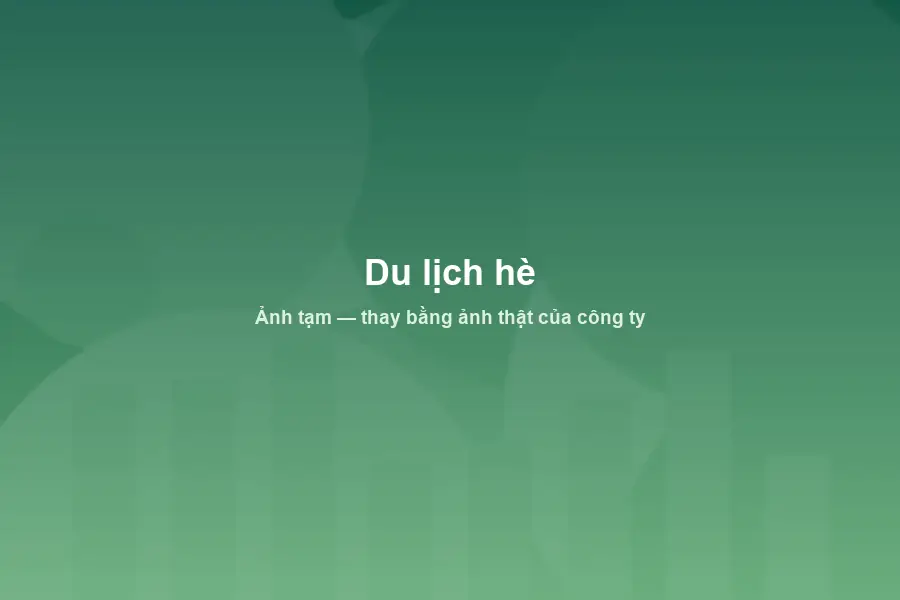 Du lịch hè
Ảnh tạm — thay bằng ảnh thật của công ty